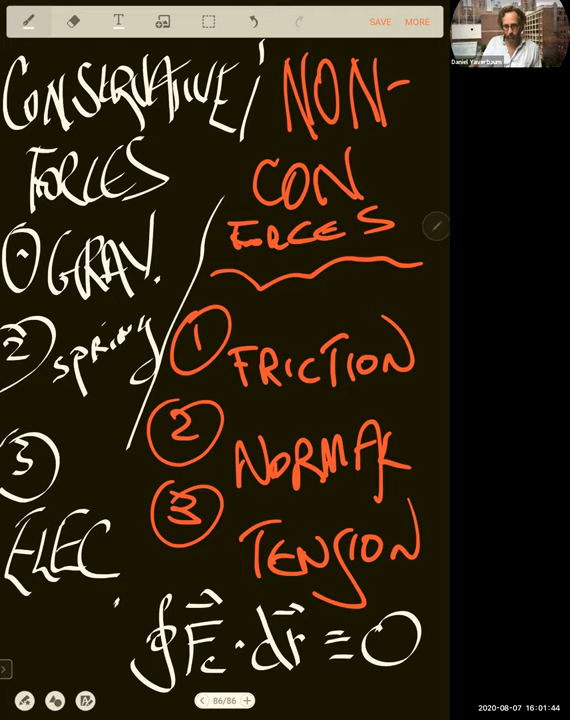 SAVE MORE
Daniel Yaverbaum
CONSERVATIVE
FORCES
① GRAV.
② spring
③
ELEC.
NON-
CON
FORCES
① FRICTION
② NORMAL
③ TENSION
∮F⃗c · dr⃗ ≡ 0
86/86
2020-08-07 16:01:44